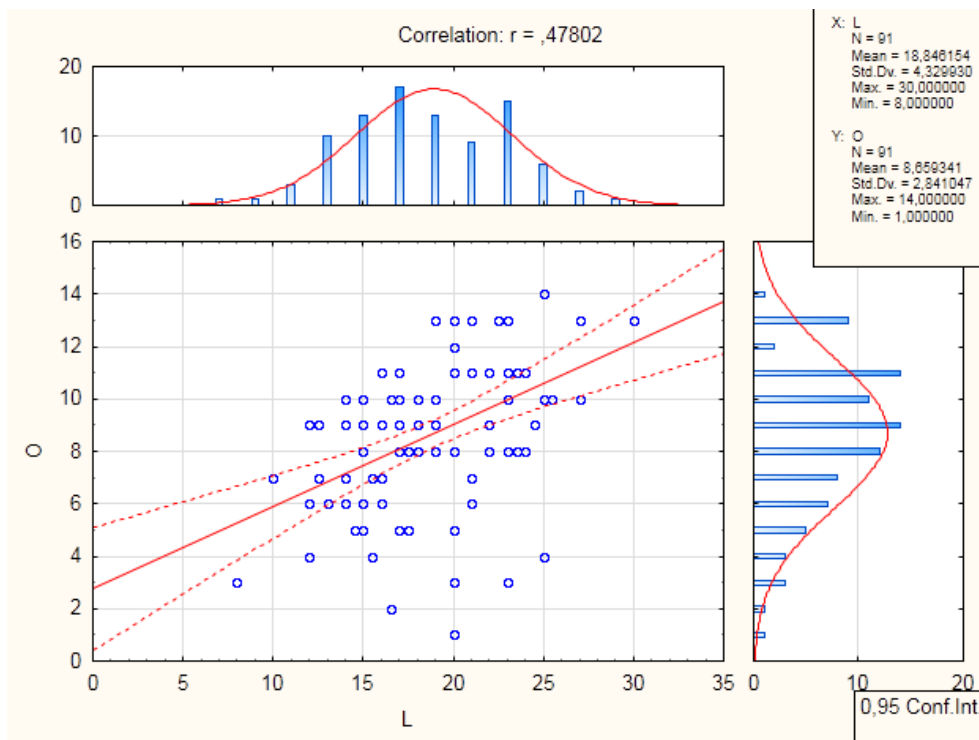 Correlation: r = ,47802
X: L
N = 91
Mean = 18,846154
Std.Dv. = 4,329930
Max. = 30,000000
Min. = 8,000000
Y: O
N = 91
Mean = 8,659341
Std.Dv. = 2,841047
Max. = 14,000000
Min. = 1,000000
20
10
0
16
14
12
10
8
6
4
2
0
O
0 5 10 15 20 25 30 35
L
0 10 20
0,95 Conf.Int